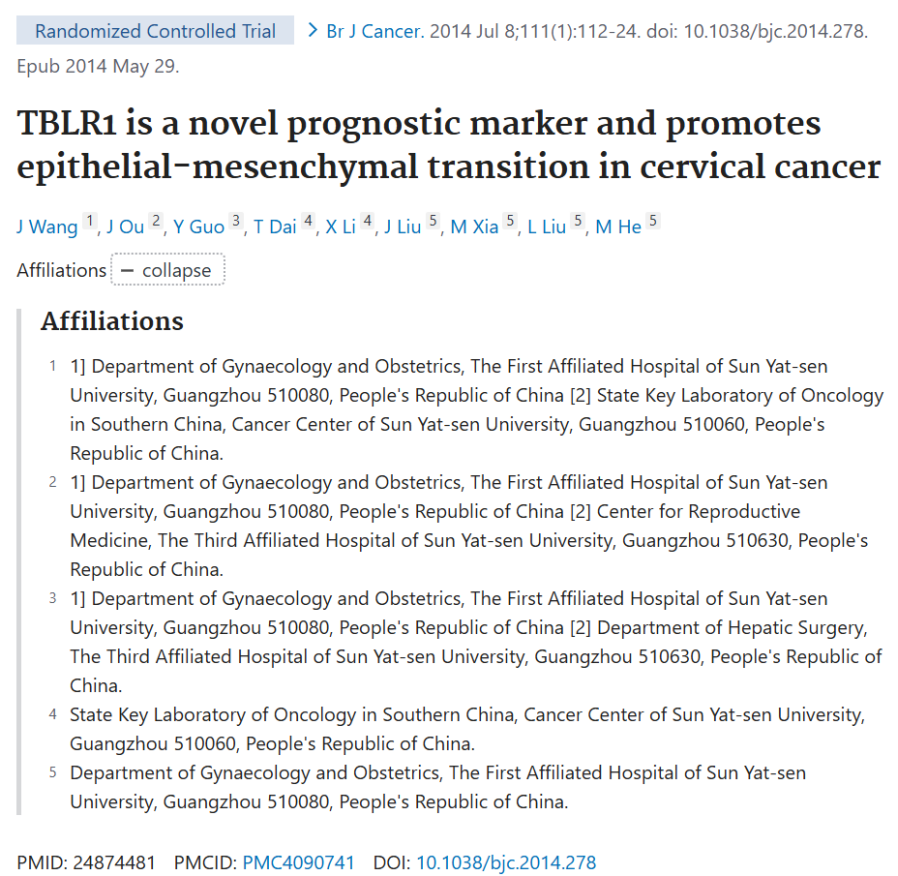 Randomized Controlled Trial > Br J Cancer. 2014 Jul 8;111(1):112-24. doi: 10.1038/bjc.2014.278.
Epub 2014 May 29.
TBLR1 is a novel prognostic marker and promotes
epithelial-mesenchymal transition in cervical cancer
J Wang 1, J Ou 2, Y Guo 3, T Dai 4, X Li 4, J Liu 5, M Xia 5, L Liu 5, M He 5
Affiliations − collapse
Affiliations
1 1] Department of Gynaecology and Obstetrics, The First Affiliated Hospital of Sun Yat-sen
University, Guangzhou 510080, People's Republic of China [2] State Key Laboratory of Oncology
in Southern China, Cancer Center of Sun Yat-sen University, Guangzhou 510060, People's
Republic of China.
2 1] Department of Gynaecology and Obstetrics, The First Affiliated Hospital of Sun Yat-sen
University, Guangzhou 510080, People's Republic of China [2] Center for Reproductive
Medicine, The Third Affiliated Hospital of Sun Yat-sen University, Guangzhou 510630, People's
Republic of China.
3 1] Department of Gynaecology and Obstetrics, The First Affiliated Hospital of Sun Yat-sen
University, Guangzhou 510080, People's Republic of China [2] Department of Hepatic Surgery,
The Third Affiliated Hospital of Sun Yat-sen University, Guangzhou 510630, People's Republic of
China.
4 State Key Laboratory of Oncology in Southern China, Cancer Center of Sun Yat-sen University,
Guangzhou 510060, People's Republic of China.
5 Department of Gynaecology and Obstetrics, The First Affiliated Hospital of Sun Yat-sen
University, Guangzhou 510080, People's Republic of China.
PMID: 24874481 PMCID: PMC4090741 DOI: 10.1038/bjc.2014.278